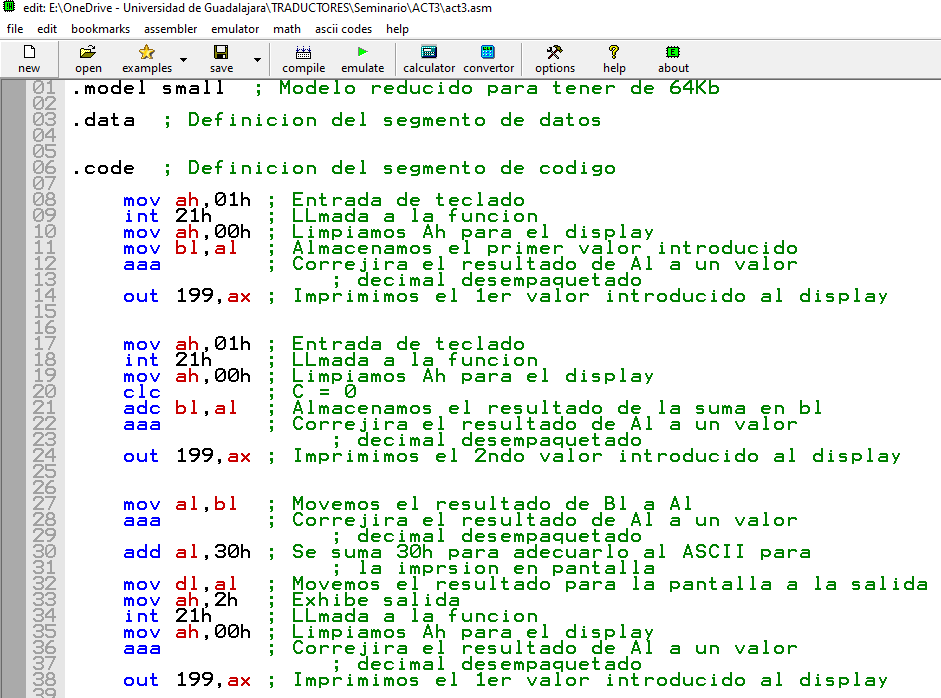 edit: E:\OneDrive - Universidad de Guadalajara\TRADUCTORES\Seminario\ACT3\act3.asm
file edit bookmarks assembler emulator math ascii codes help
new open examples save compile emulate calculator convertor options help about
01 .model small ; Modelo reducido para tener de 64Kb
02
03 .data ; Definicion del segmento de datos
04
05
06 .code ; Definicion del segmento de codigo
07
08 mov ah,01h ; Entrada de teclado
09 int 21h ; LLmada a la funcion
10 mov ah,00h ; Limpiamos Ah para el display
11 mov bl,al ; Almacenamos el primer valor introducido
12 aaa ; Correjira el resultado de Al a un valor
13 ; decimal desempaquetado
14 out 199,ax ; Imprimimos el 1er valor introducido al display
15
16
17 mov ah,01h ; Entrada de teclado
18 int 21h ; LLmada a la funcion
19 mov ah,00h ; Limpiamos Ah para el display
20 clc ; C = 0
21 adc bl,al ; Almacenamos el resultado de la suma en bl
22 aaa ; Correjira el resultado de Al a un valor
23 ; decimal desempaquetado
24 out 199,ax ; Imprimimos el 2ndo valor introducido al display
25
26
27 mov al,bl ; Movemos el resultado de Bl a Al
28 aaa ; Correjira el resultado de Al a un valor
29 ; decimal desempaquetado
30 add al,30h ; Se suma 30h para adecuarlo al ASCII para
31 ; la imprsion en pantalla
32 mov dl,al ; Movemos el resultado para la pantalla a la salida
33 mov ah,2h ; Exhibe salida
34 int 21h ; LLmada a la funcion
35 mov ah,00h ; Limpiamos Ah para el display
36 aaa ; Correjira el resultado de Al a un valor
37 ; decimal desempaquetado
38 out 199,ax ; Imprimimos el 1er valor introducido al display
39